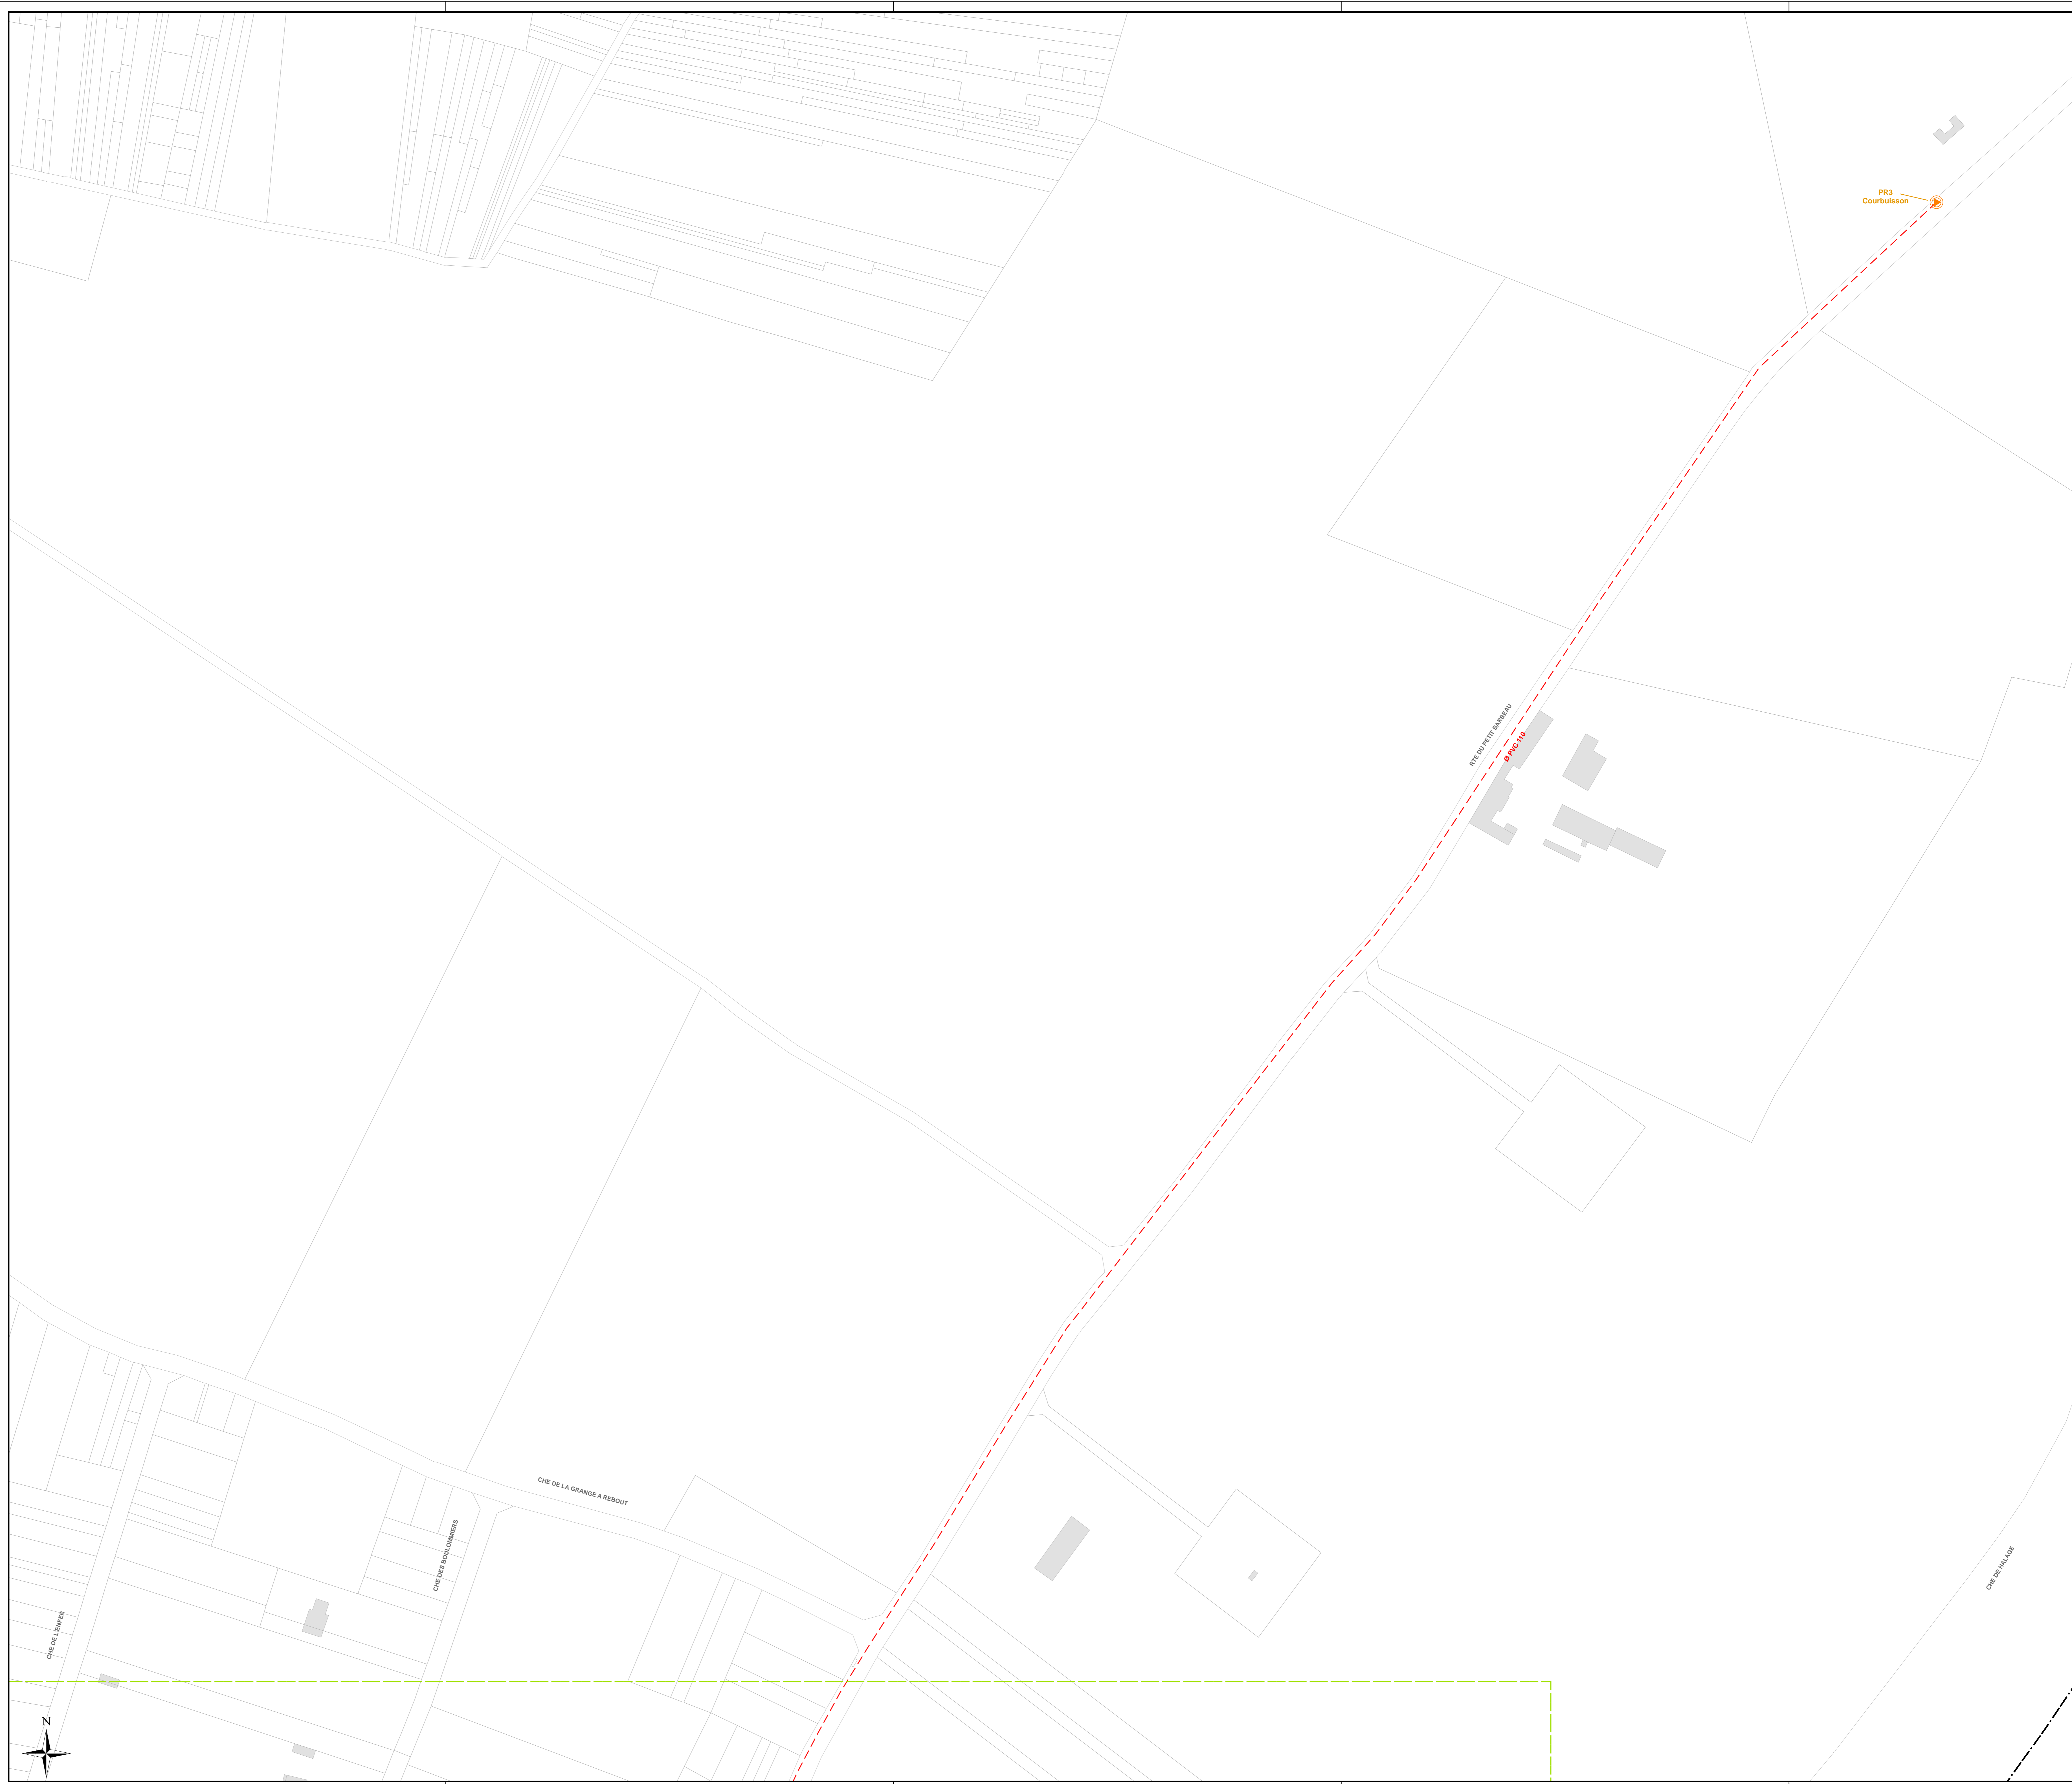 PR3
Courbuisson
RTE DU PETIT BARBEAU
Ø PVC 110
CHE DE LA GRANGE A REBOUT
CHE DES BOULOMMIERS
CHE DE HALAGE
CHE DE L'ENFER
N